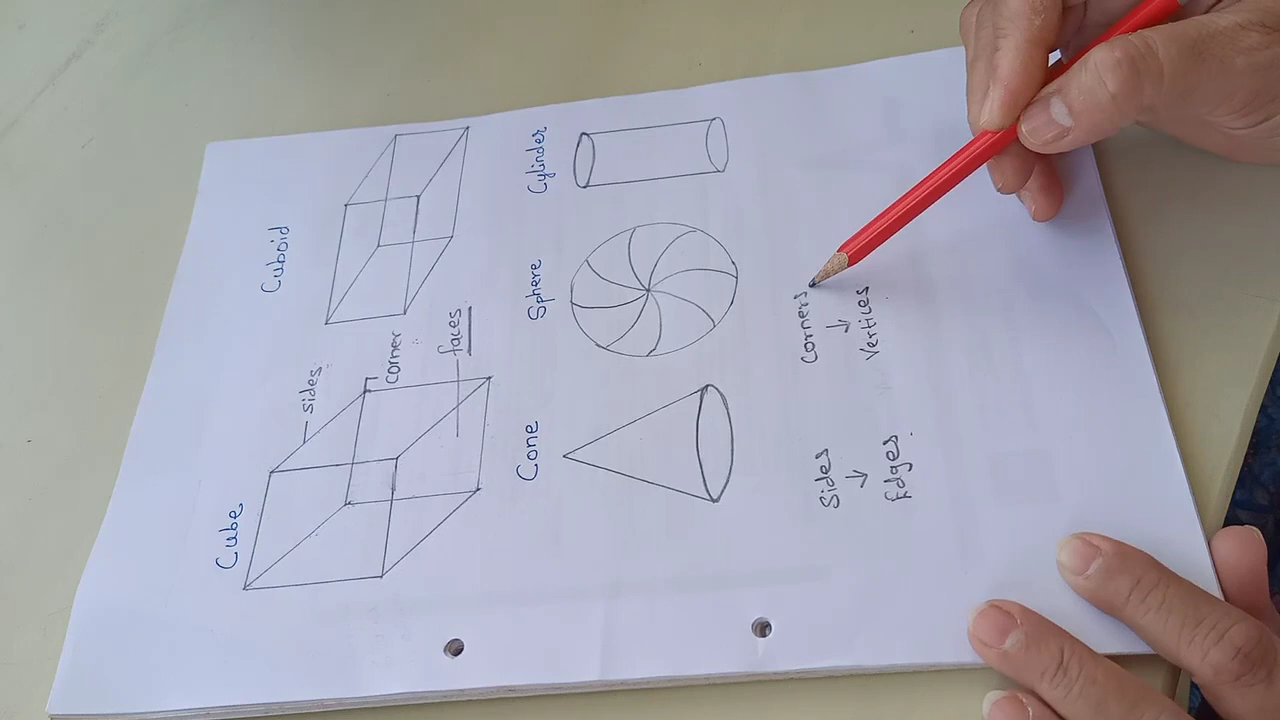 Cube
Cuboid
sides
corner
faces
Cone
Sphere
Cylinder
Sides
Corners
↓
↓
Edges.
Vertices